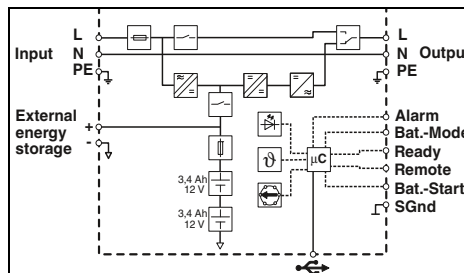 L
Input
N
PE
L
N
Output
PE
External
energy
storage
+
-
3,4 Ah
12 V
3,4 Ah
12 V
ϑ
µC
Alarm
Bat.-Mode
Ready
Remote
Bat.-Start
SGnd